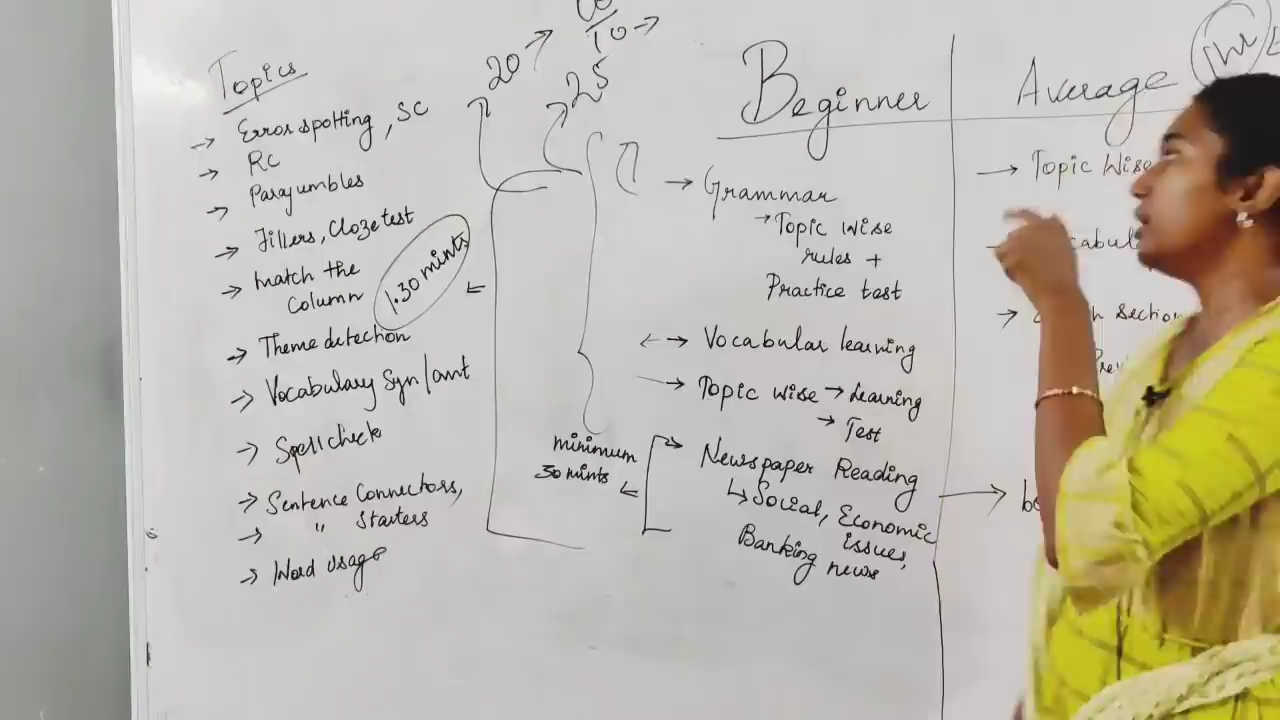 Topics
→ Error spotting, SC
→ RC
→ Parajumbles
→ Fillers, Cloze test
→ Match the
Column
→ Theme detection
→ Vocabulary Syn/ant
→ Spellcheck
→ Sentence Connectors,
→ " Starters
→ Word usage
1.30 mints
20
25
10 →
Beginner
→ Grammar
→ Topic wise
rules +
Practice test
→ Vocabular learning
→ Topic wise → Learning
→ Test
minimum
30 mints
→ Newspaper Reading
↳ Social, Economic
issues,
Banking news
Average
→ Topic Wise